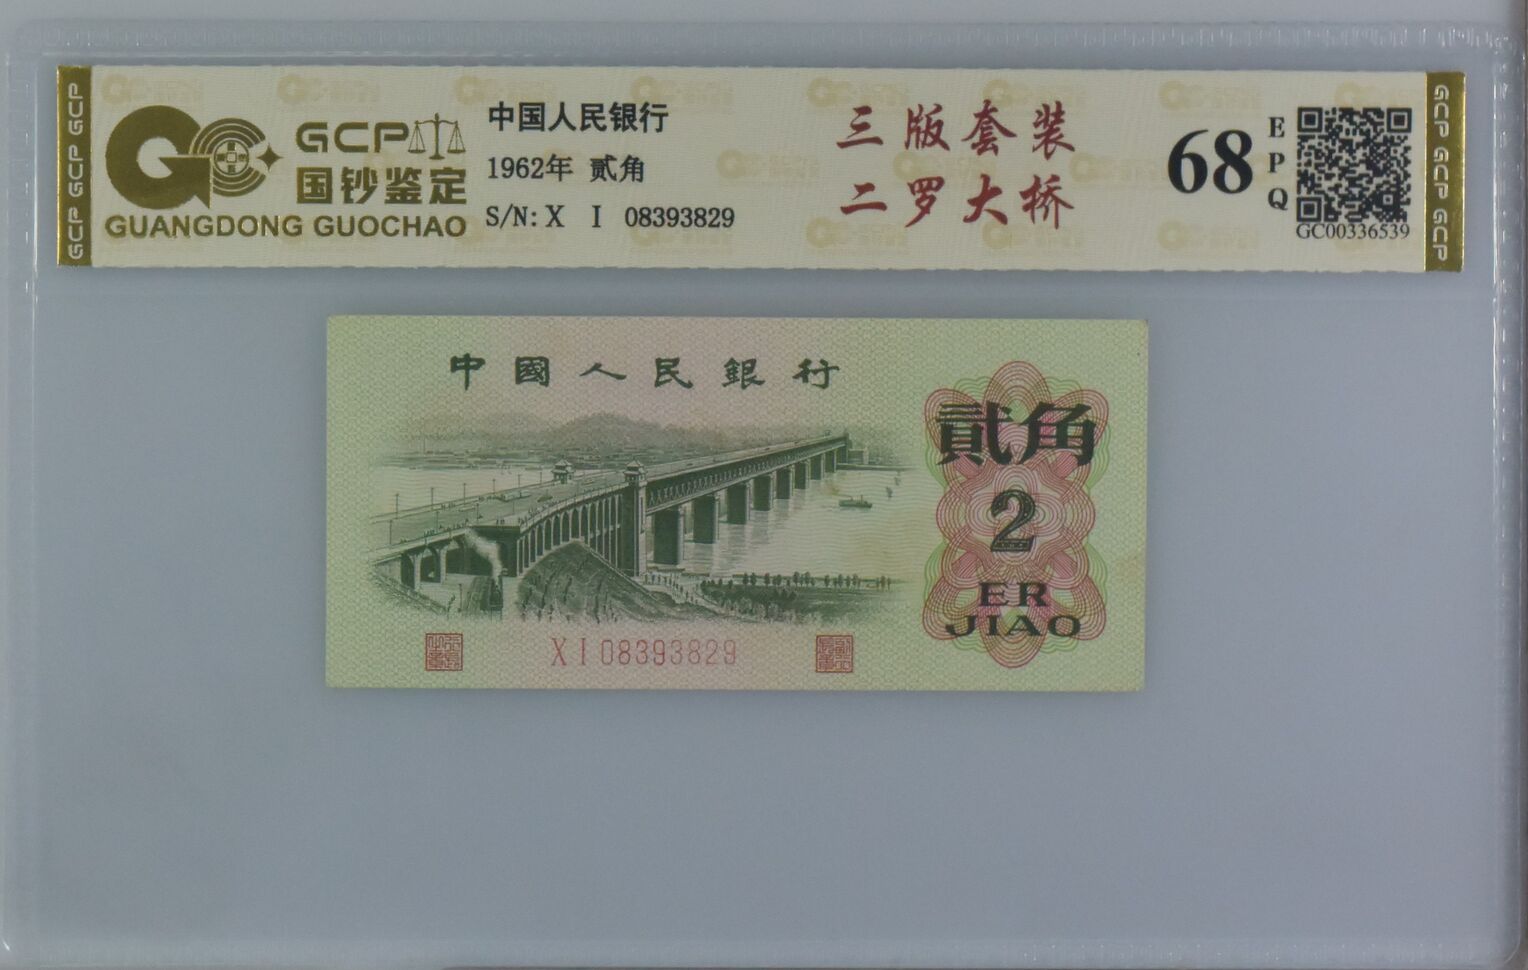 GCP GCP GCP
GCP
国钞鉴定
GUANGDONG GUOCHAO
中国人民银行
1962年 贰角
S/N: X I 08393829
三版套装
二罗大桥
68
EPQ
GC00336539
GCP GCP GCP
中國人民銀行
貳角
2
ER
JIAO
X I 08393829